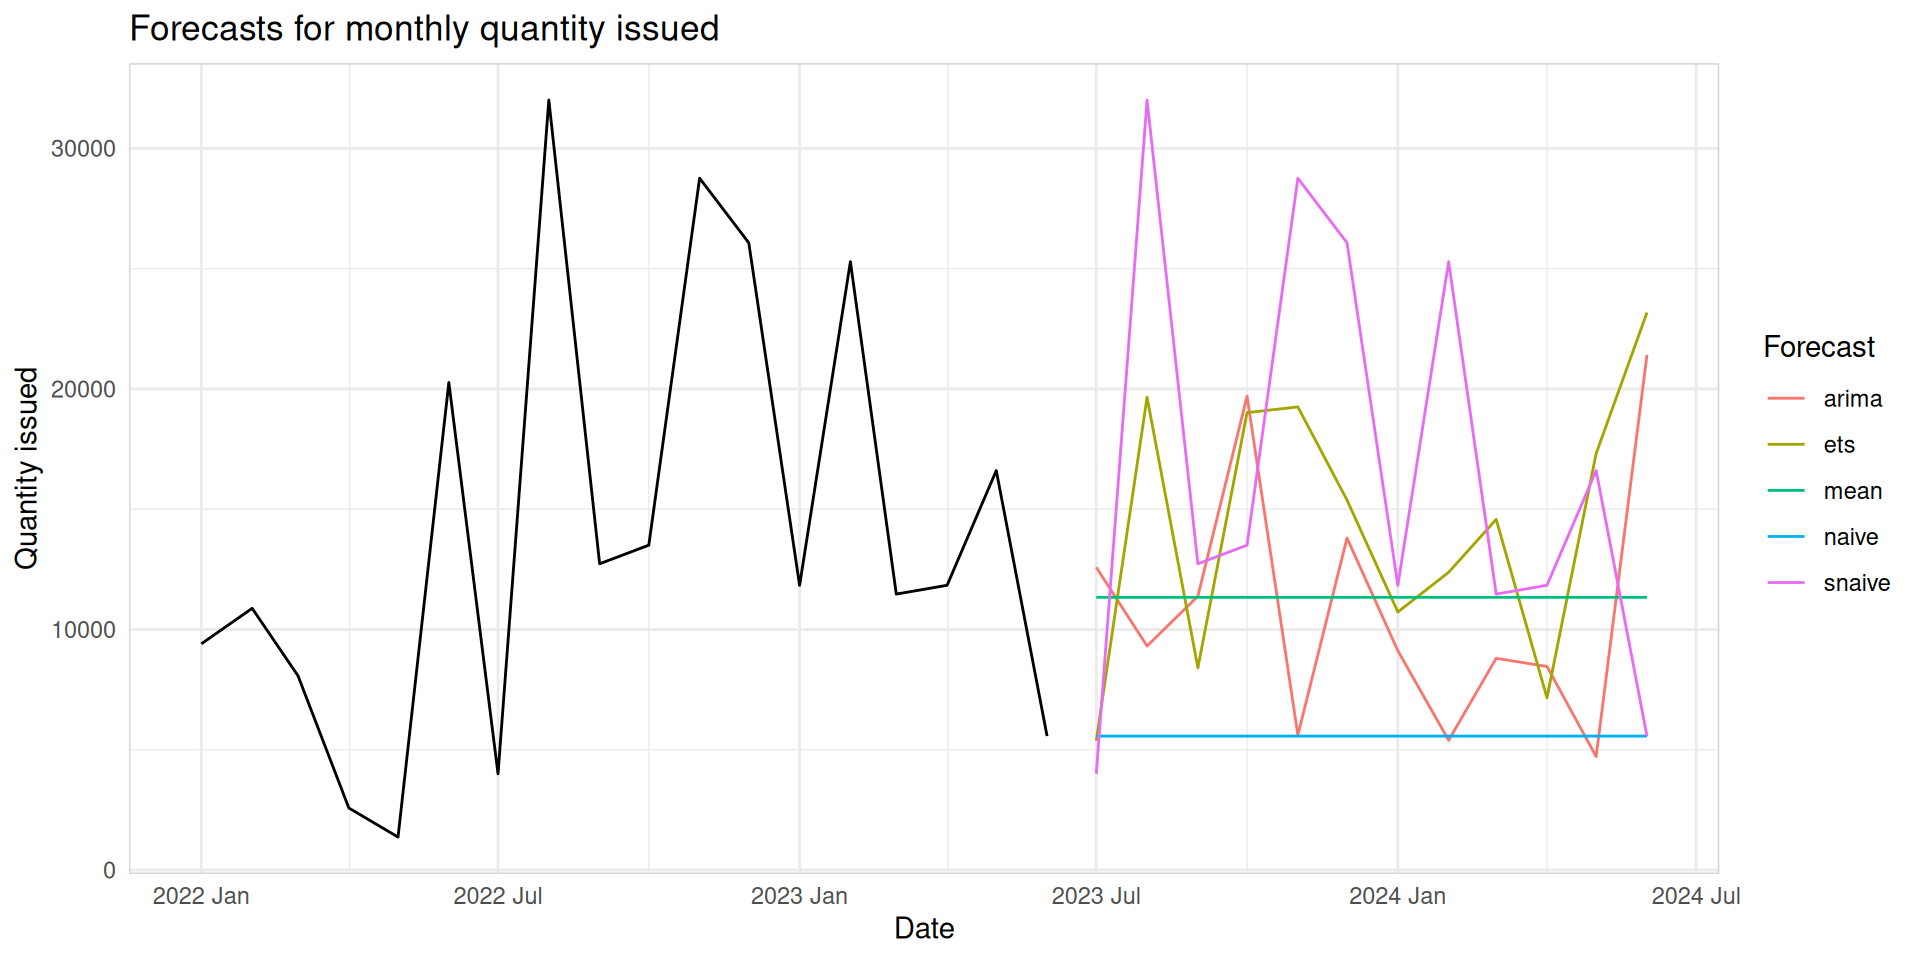 Forecasts for monthly quantity issued
Quantity issued
30000
20000
10000
0
2022 Jan
2022 Jul
2023 Jan
2023 Jul
2024 Jan
2024 Jul
Date
Forecast
arima
ets
mean
naive
snaive